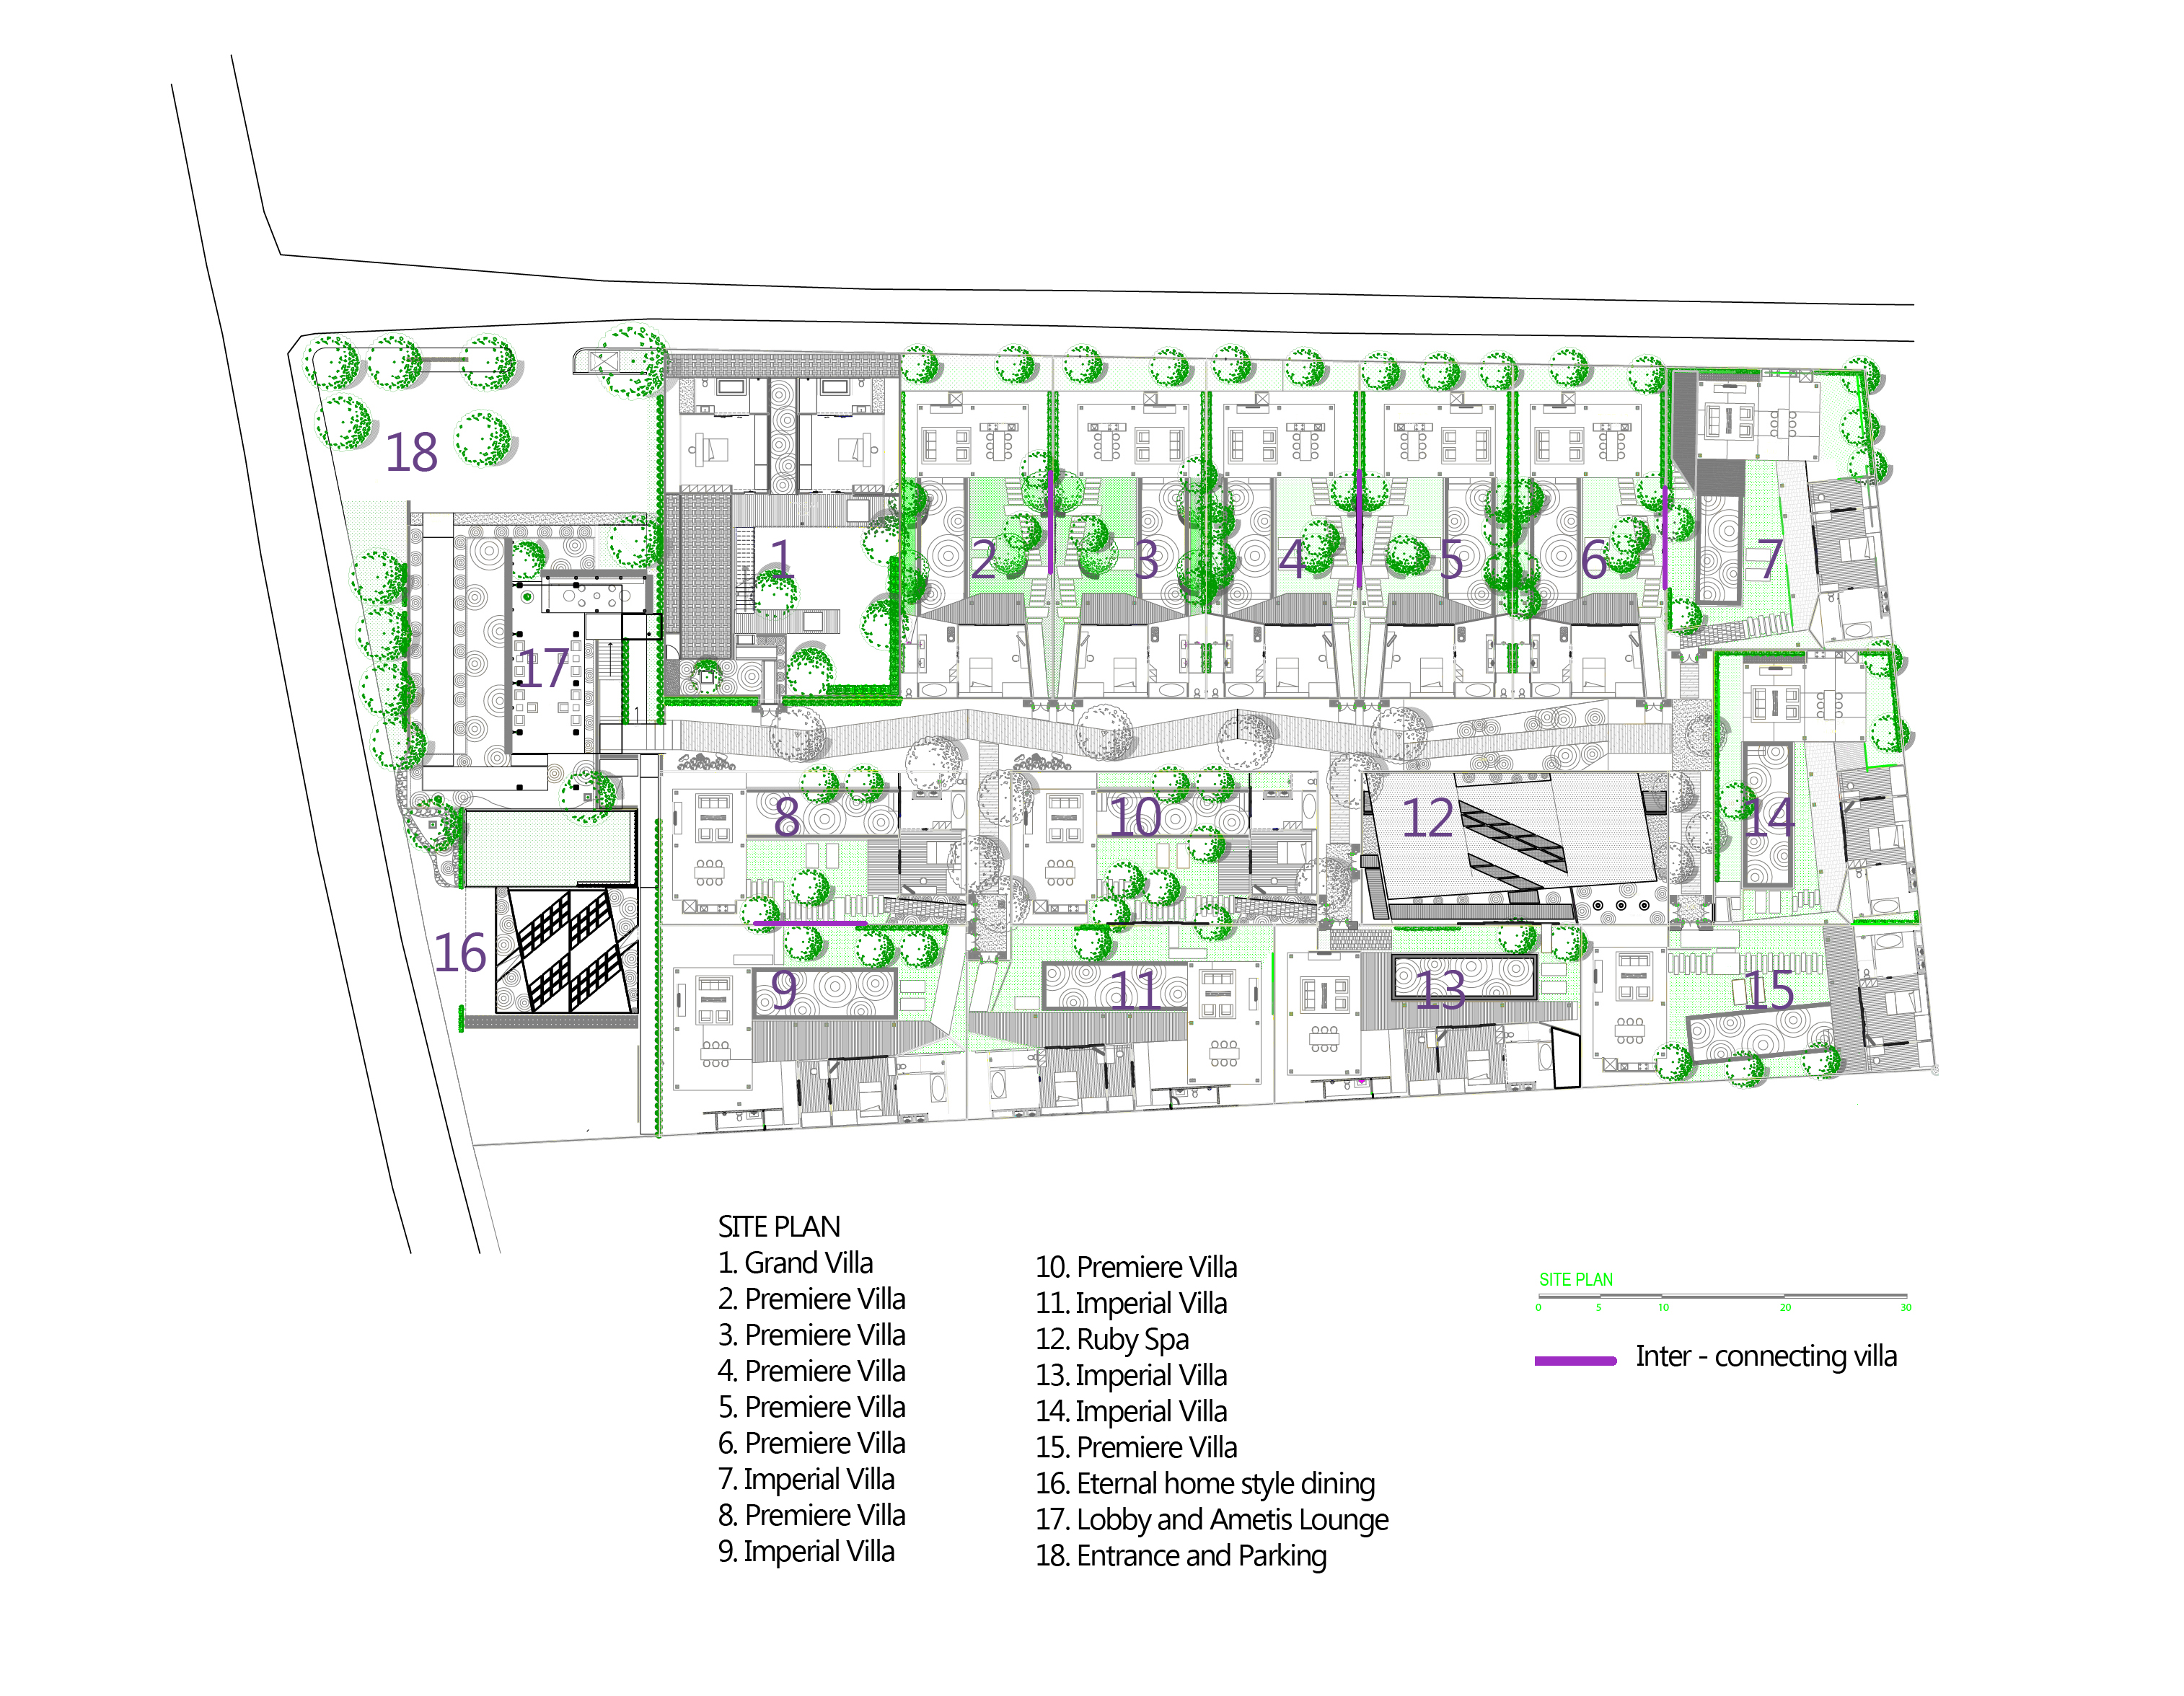 18
1
2
3
4
5
6
7
17
8
10
12
14
16
9
11
13
15
SITE PLAN
1. Grand Villa
2. Premiere Villa
3. Premiere Villa
4. Premiere Villa
5. Premiere Villa
6. Premiere Villa
7. Imperial Villa
8. Premiere Villa
9. Imperial Villa
10. Premiere Villa
11. Imperial Villa
12. Ruby Spa
13. Imperial Villa
14. Imperial Villa
15. Premiere Villa
16. Eternal home style dining
17. Lobby and Ametis Lounge
18. Entrance and Parking
SITE PLAN
0 5 10 20 30
Inter - connecting villa